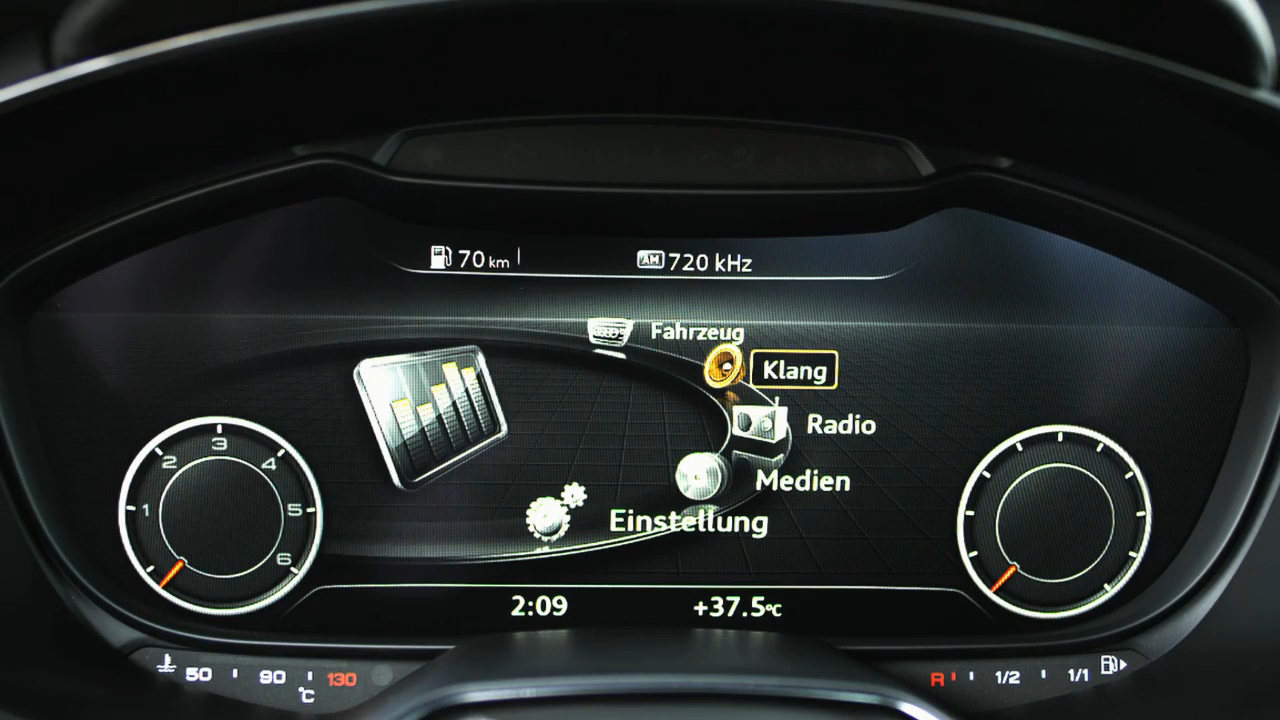 70 km
AM 720 kHz
Fahrzeug
Klang
Radio
Medien
Einstellung
1 2 3 4 5 6
2:09
+37.5°C
50 90 130
°C
R 1/2 1/1